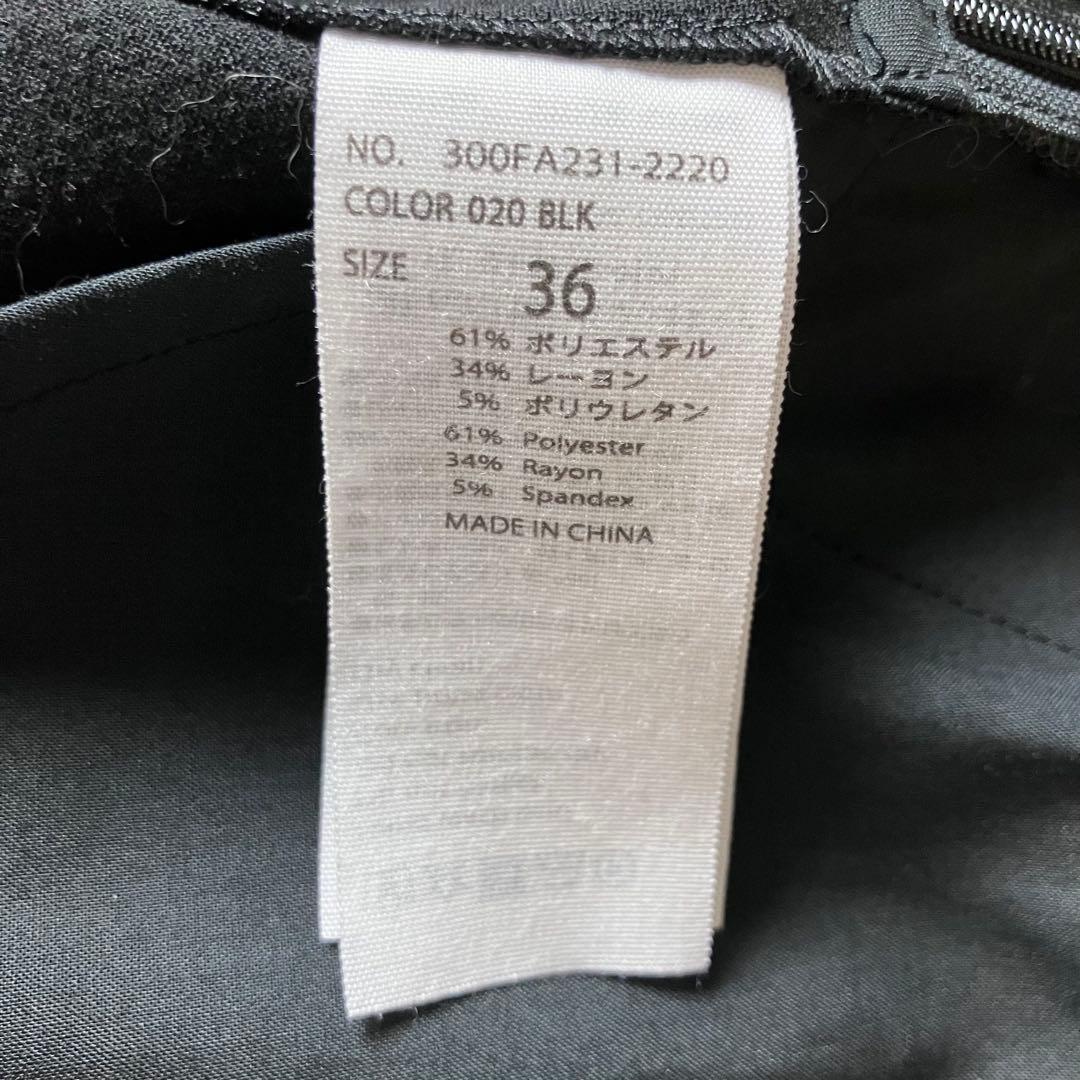 NO. 300FA231-2220
COLOR 020 BLK
SIZE 36
61% ポリエステル
34% レーヨン
5% ポリウレタン
61% Polyester
34% Rayon
5% Spandex
MADE IN CHINA